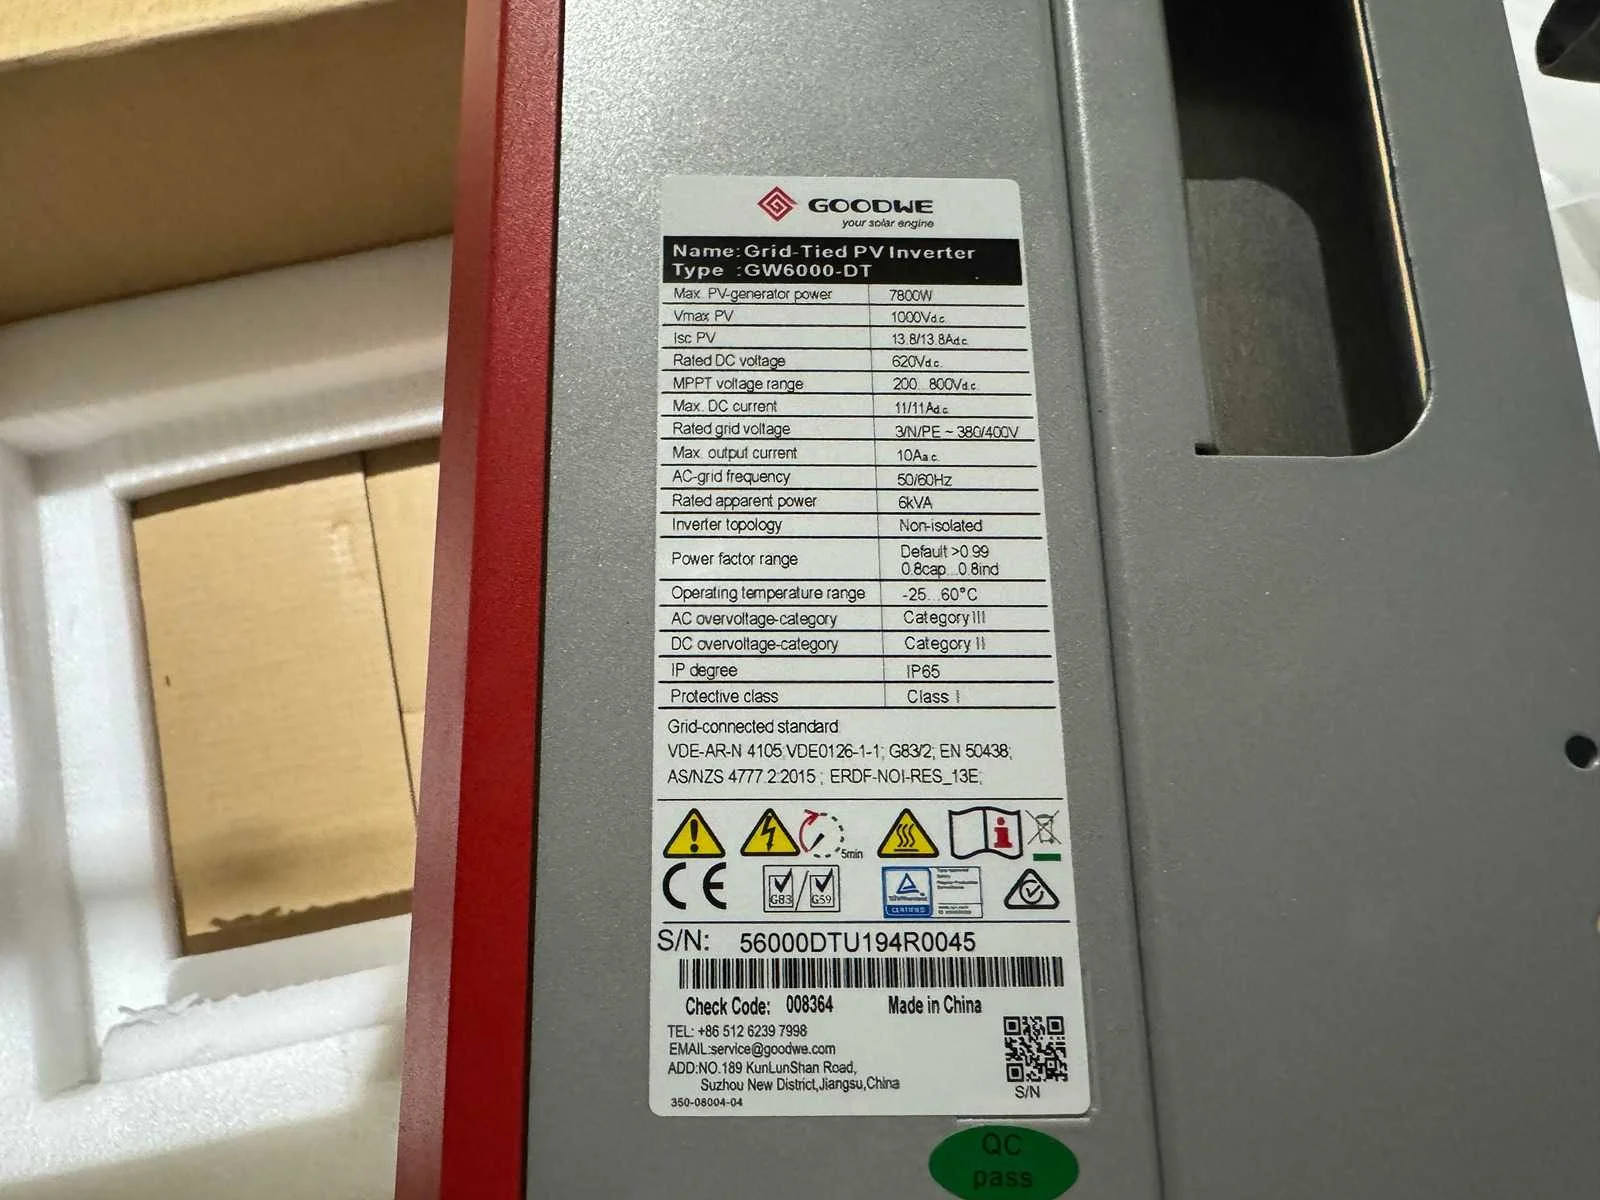 GOODWE
your solar engine
Name:Grid-Tied PV Inverter
Type :GW6000-DT
Max. PV-generator power 7800W
Vmax PV 1000Vd.c.
Isc PV 13.8/13.8Ad.c.
Rated DC voltage 620Vd.c.
MPPT voltage range 200...800Vd.c.
Max. DC current 11/11Ad.c.
Rated grid voltage 3/N/PE ~ 380/400V
Max. output current 10Aa.c.
AC-grid frequency 50/60Hz
Rated apparent power 6kVA
Inverter topology Non-isolated
Power factor range Default >0.99
0.8cap...0.8ind
Operating temperature range -25...60°C
AC overvoltage-category Category III
DC overvoltage-category Category II
IP degree IP65
Protective class Class I
Grid-connected standard
VDE-AR-N 4105;VDE0126-1-1; G83/2; EN 50438;
AS/NZS 4777.2:2015 ; ERDF-NOI-RES_13E;
5min
CE G83 / G59
CERTIFIED
S/N: 56000DTU194R0045
Check Code: 008364 Made in China
TEL: +86 512 6239 7998
EMAIL:service@goodwe.com
ADD:NO.189 KunLunShan Road,
Suzhou New District,Jiangsu,China
S/N
350-08004-04
QC
pass